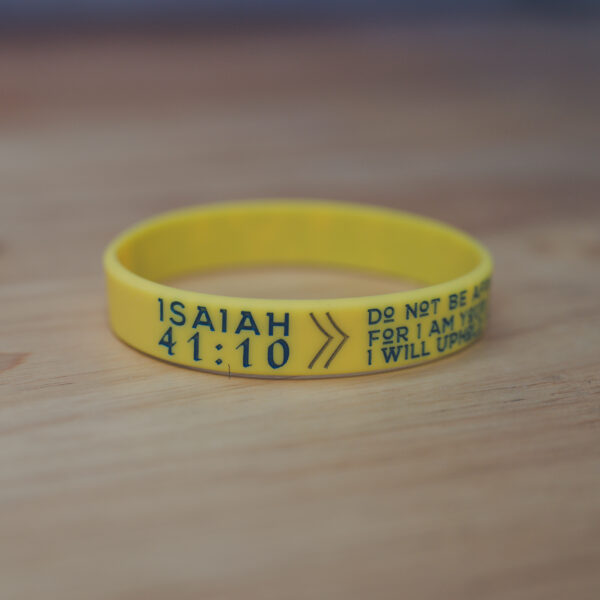 ISAIAH
41:10
DO NOT BE
FOR I AM
I WILL